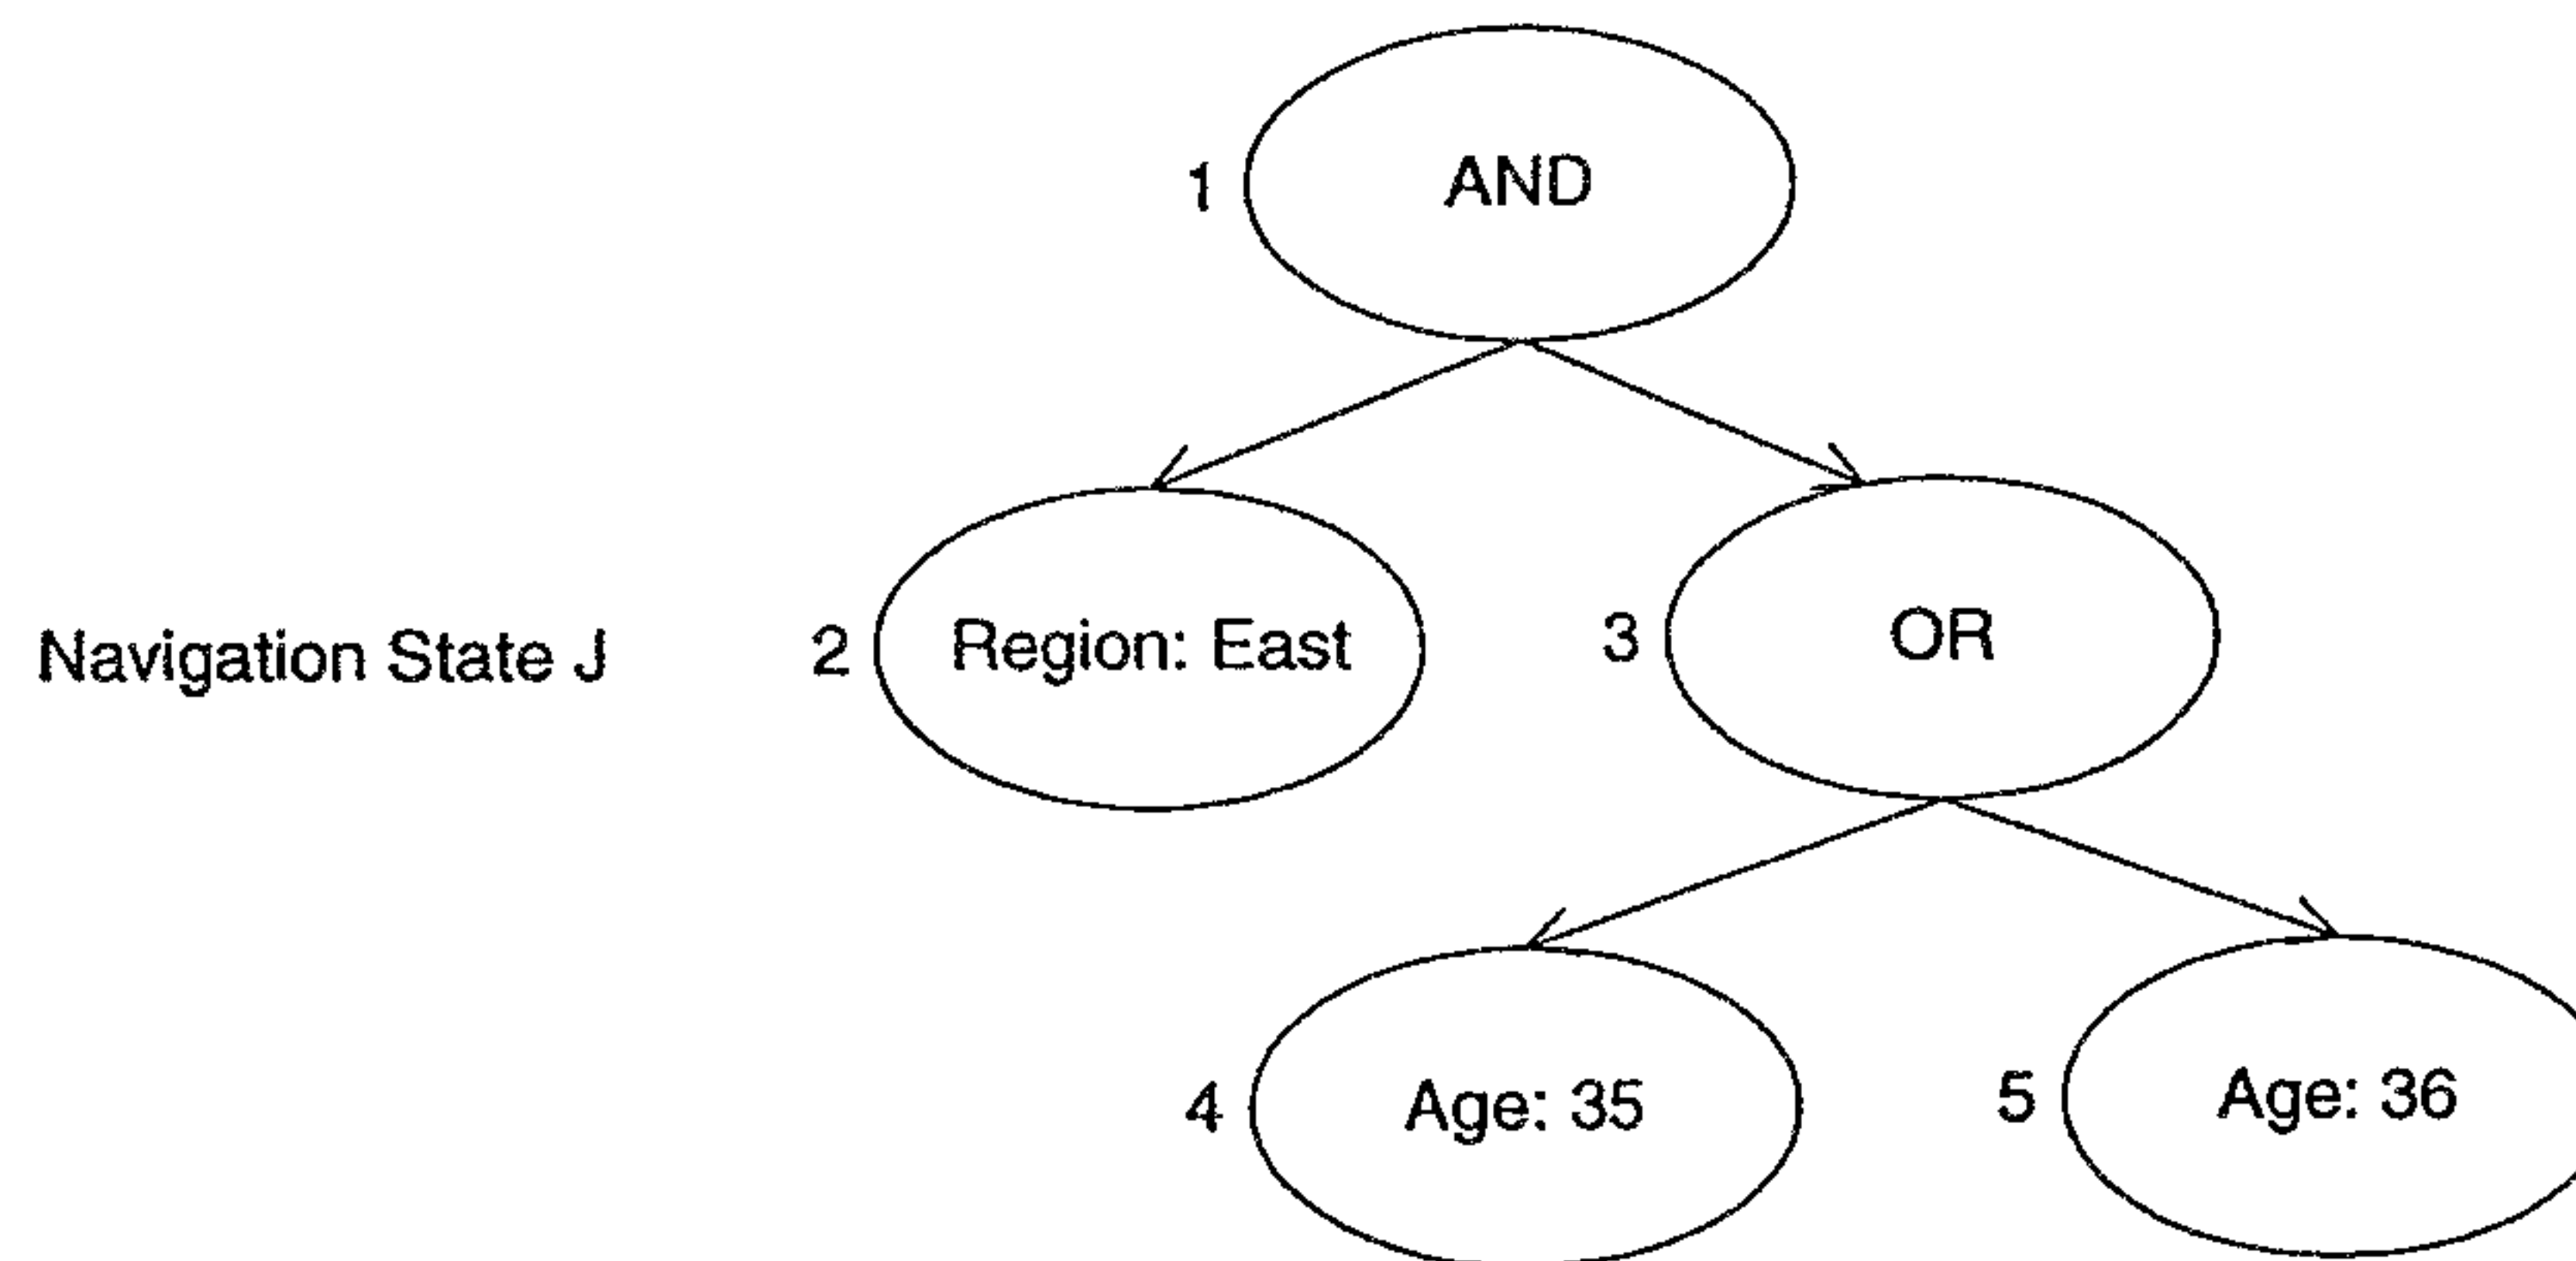 1 AND
Navigation State J
2 Region: East
3 OR
4 Age: 35
5 Age: 36